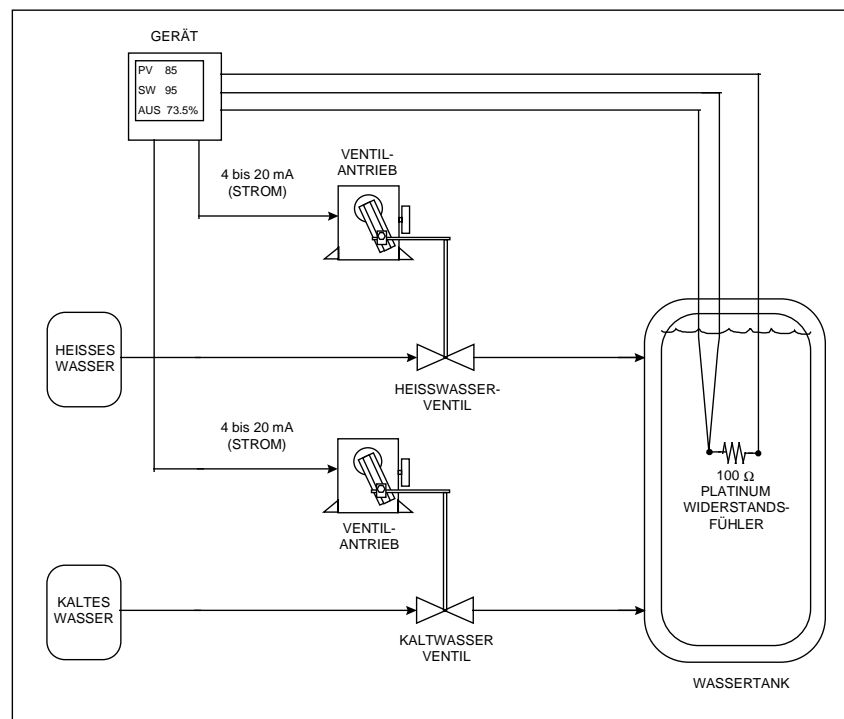 GERÄT
PV 85
SW 95
AUS 73.5%
4 bis 20 mA
(STROM)
VENTIL-
ANTRIEB
HEISSES
WASSER
HEISSWASSER-
VENTIL
4 bis 20 mA
(STROM)
VENTIL-
ANTRIEB
100 Ω
PLATINUM
WIDERSTANDS-
FÜHLER
KALTES
WASSER
KALTWASSER
VENTIL
WASSERTANK